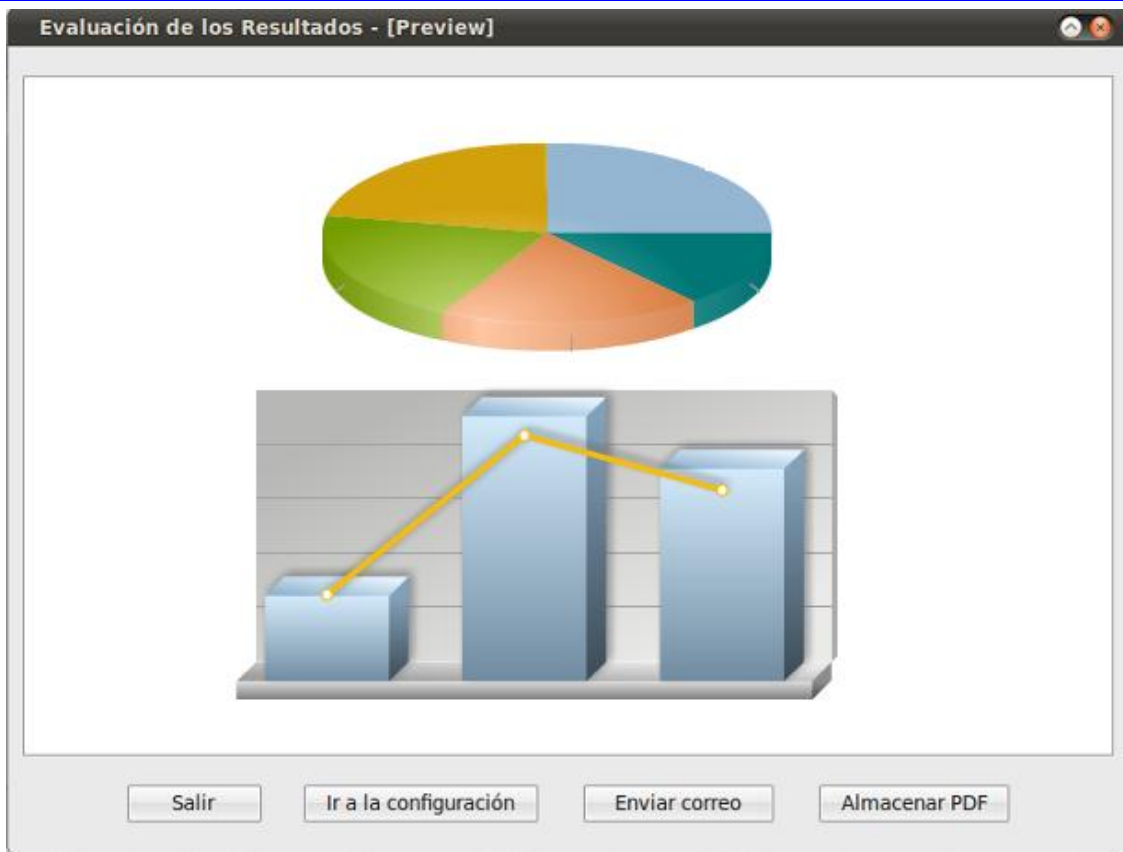 Evaluación de los Resultados - [Preview]
Salir
Ir a la configuración
Enviar correo
Almacenar PDF